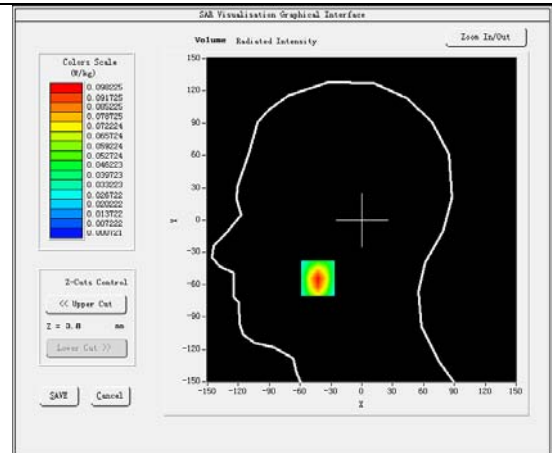 SAR Visualisation Graphical Interface
Volume Radiated Intensity
Zoom In/Out
Colors Scale
(W/kg)
0.098225
0.091725
0.085225
0.078725
0.072224
0.065724
0.059224
0.052724
0.046223
0.039723
0.033223
0.026722
0.020222
0.013722
0.007222
0.000721
Z-Cuts Control
<< Upper Cut
Z = 3.8 mm
Lower Cut >>
SAVE
Cancel
150
120
90
60
30
0
-30
-60
-90
-120
-150
Y
-150 -120 -90 -60 -30 0 30 60 90 120 150
X